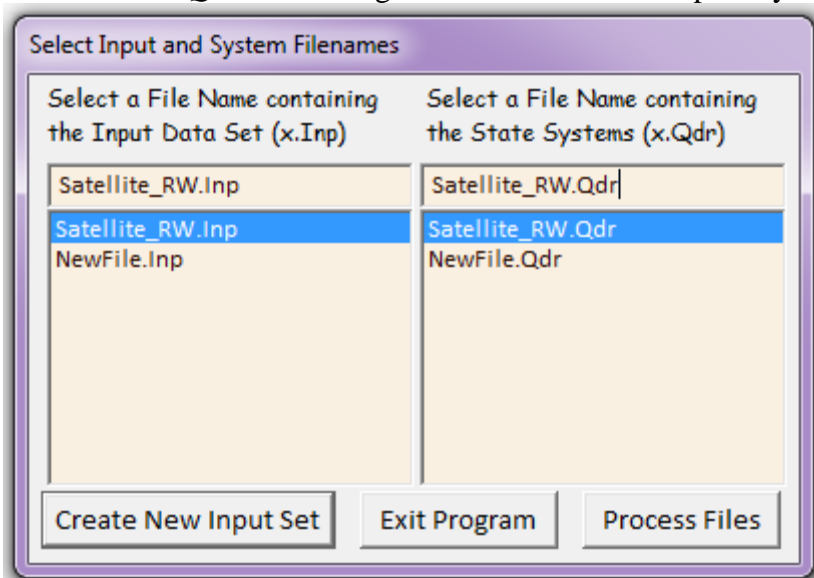 Select Input and System Filenames
Select a File Name containing
the Input Data Set (x.Inp)
Satellite_RW.Inp
Satellite_RW.Inp
NewFile.Inp
Select a File Name containing
the State Systems (x.Qdr)
Satellite_RW.Qdr
Satellite_RW.Qdr
NewFile.Qdr
Create New Input Set
Exit Program
Process Files